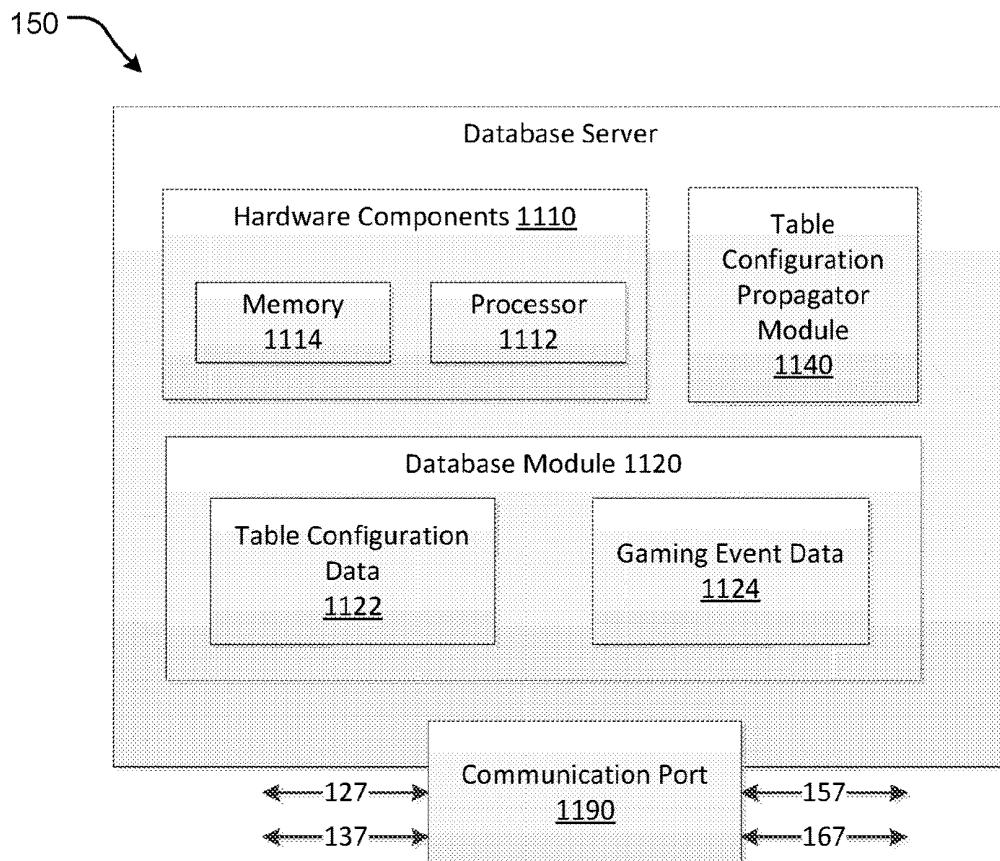 150
Database Server
Hardware Components 1110
Memory
1114
Processor
1112
Table
Configuration
Propagator
Module
1140
Database Module 1120
Table Configuration
Data
1122
Gaming Event Data
1124
Communication Port
1190
127
137
157
167